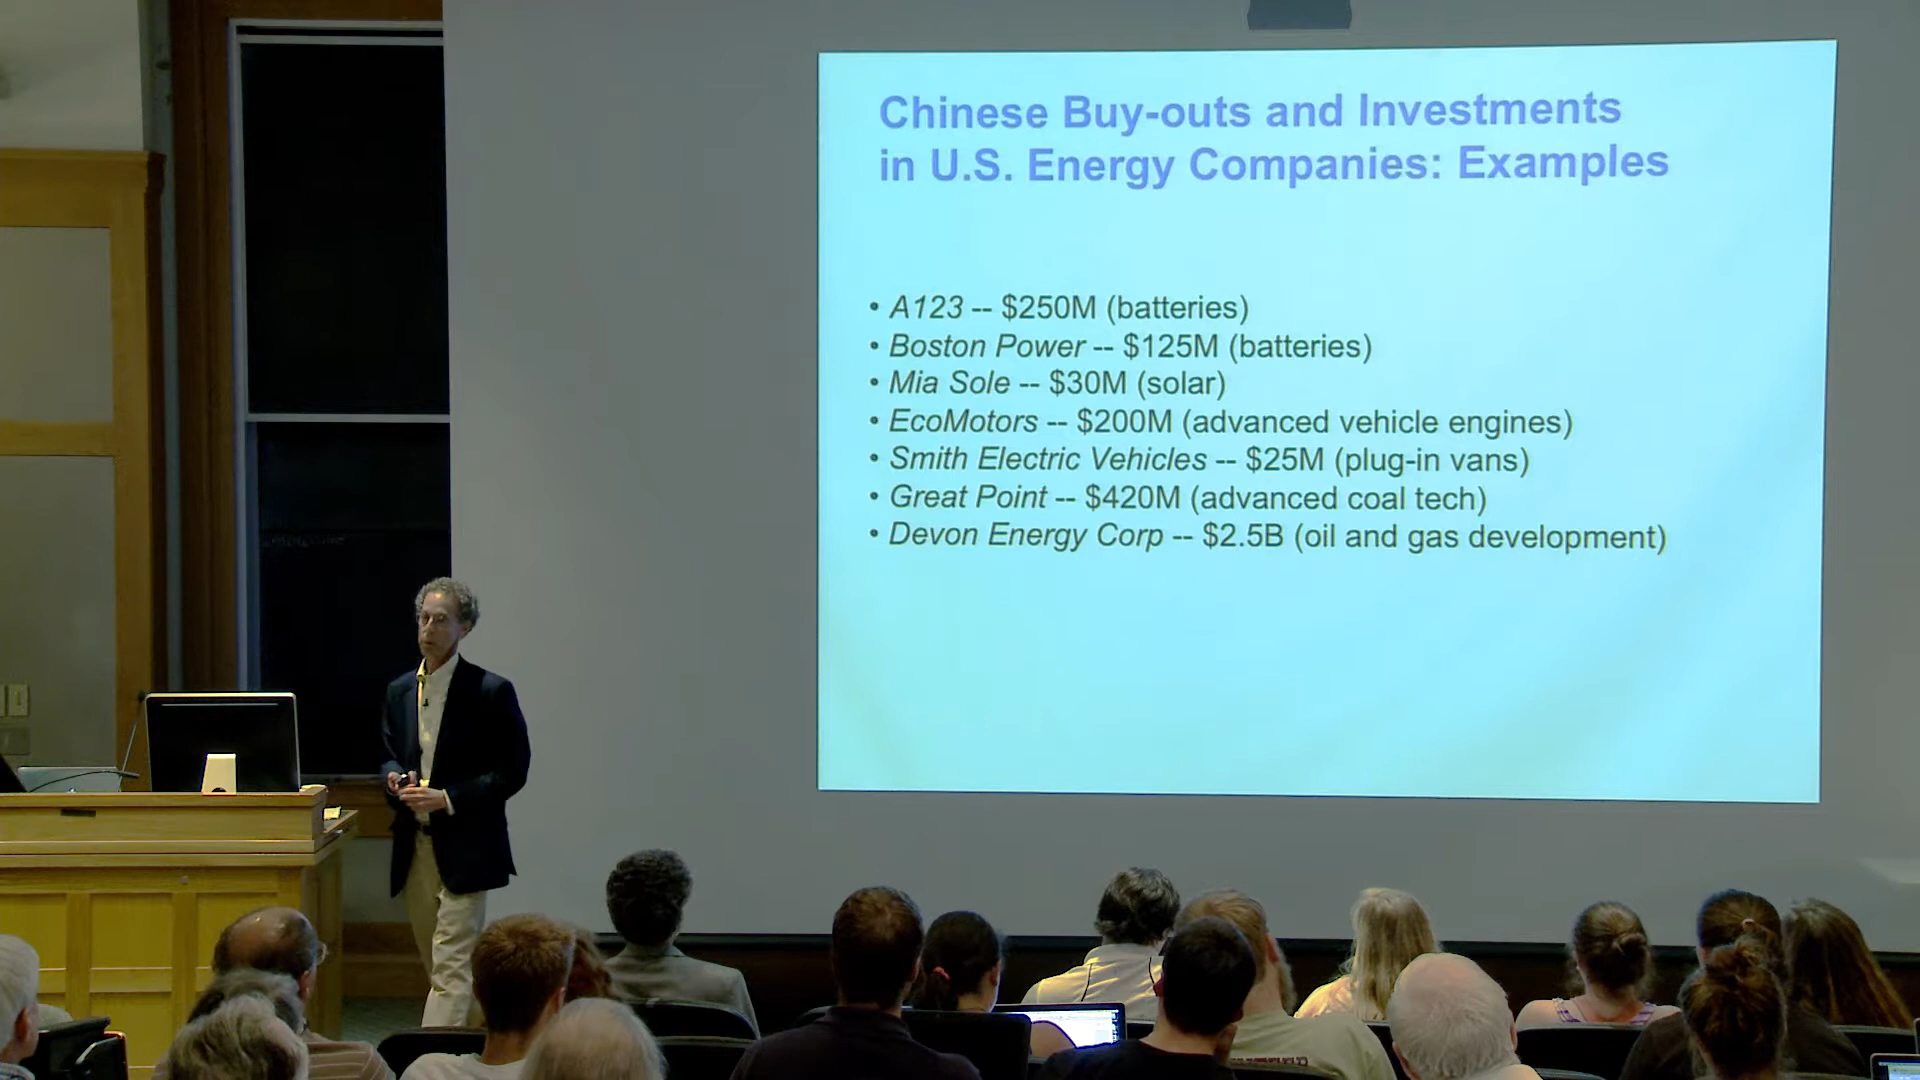 Chinese Buy-outs and Investments
in U.S. Energy Companies: Examples
• A123 -- $250M (batteries)
• Boston Power -- $125M (batteries)
• Mia Sole -- $30M (solar)
• EcoMotors -- $200M (advanced vehicle engines)
• Smith Electric Vehicles -- $25M (plug-in vans)
• Great Point -- $420M (advanced coal tech)
• Devon Energy Corp -- $2.5B (oil and gas development)